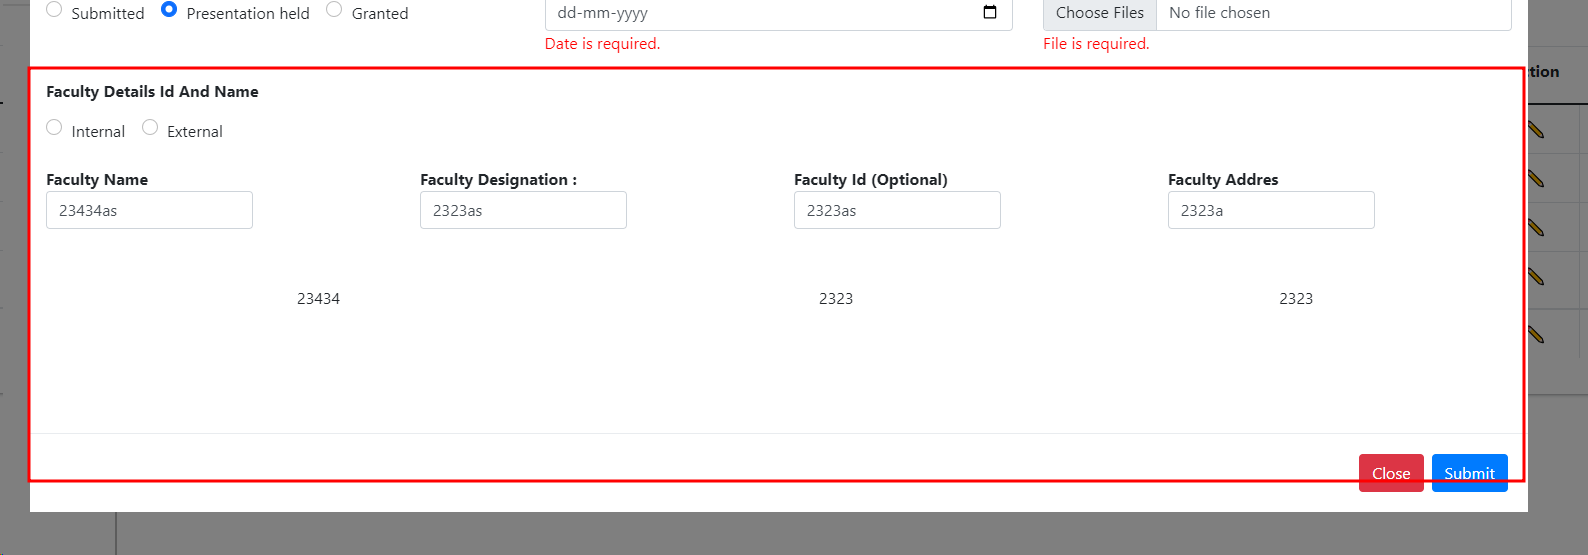 Submitted Presentation held Granted dd-mm-yyyy Choose Files No file chosen
Date is required. File is required.
Faculty Details Id And Name
Internal External
Faculty Name Faculty Designation : Faculty Id (Optional) Faculty Addres
23434as 2323as 2323as 2323a
23434 2323 2323
Close Submit